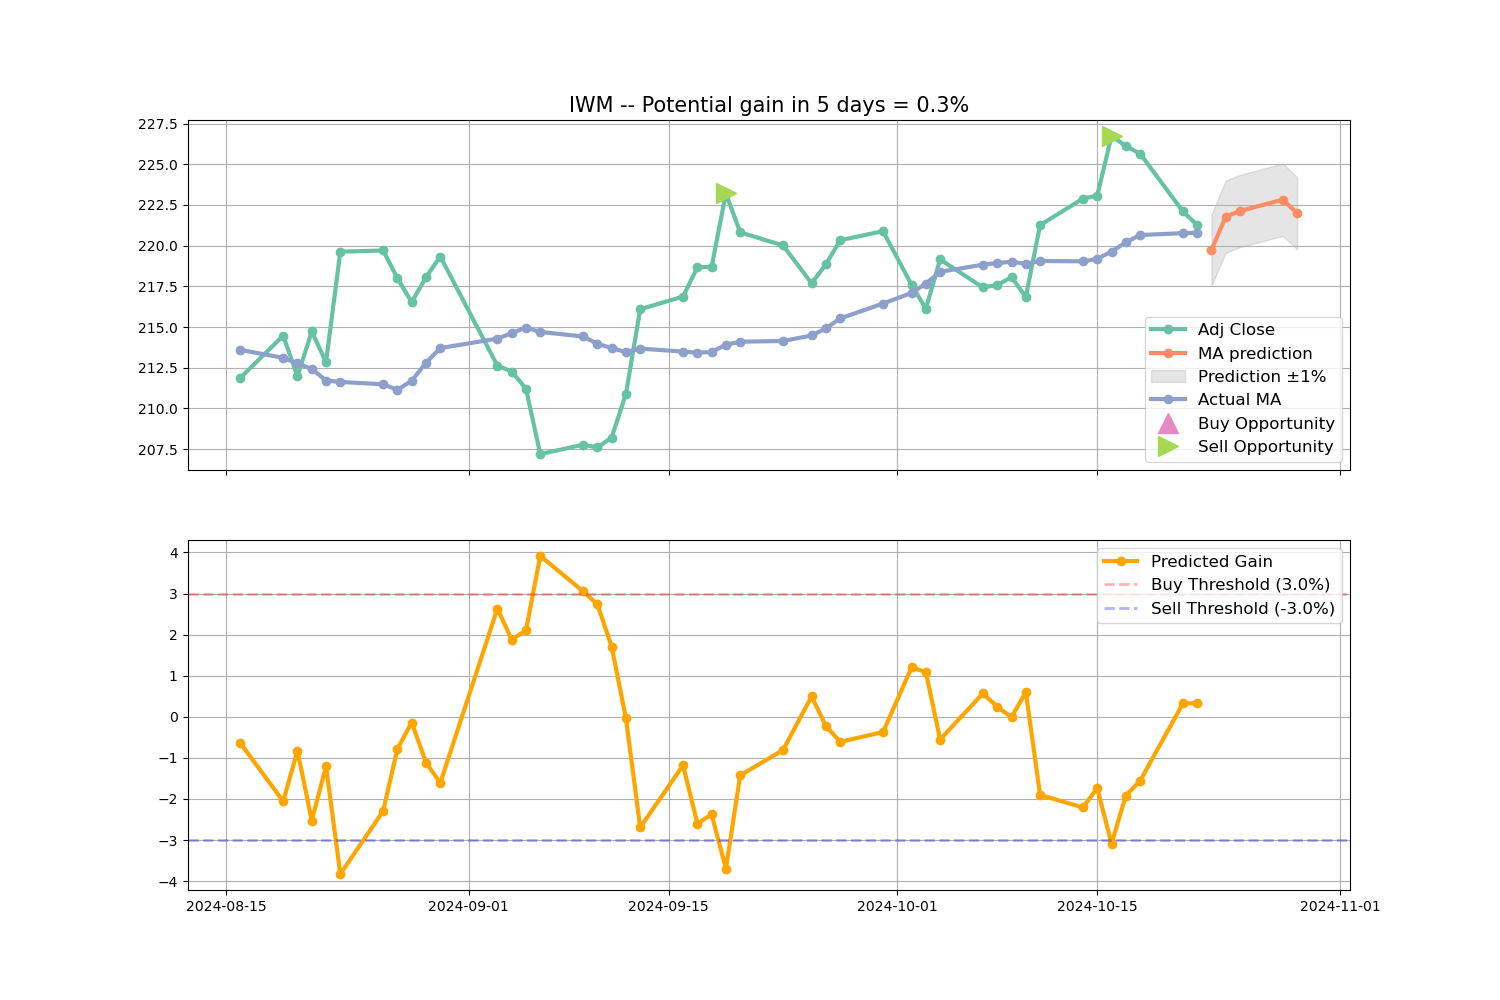 IWM -- Potential gain in 5 days = 0.3%
227.5
225.0
222.5
220.0
217.5
215.0
212.5
210.0
207.5
Adj Close
MA prediction
Prediction ±1%
Actual MA
Buy Opportunity
Sell Opportunity
4
3
2
1
0
−1
−2
−3
−4
Predicted Gain
Buy Threshold (3.0%)
Sell Threshold (-3.0%)
2024-08-15 2024-09-01 2024-09-15 2024-10-01 2024-10-15 2024-11-01